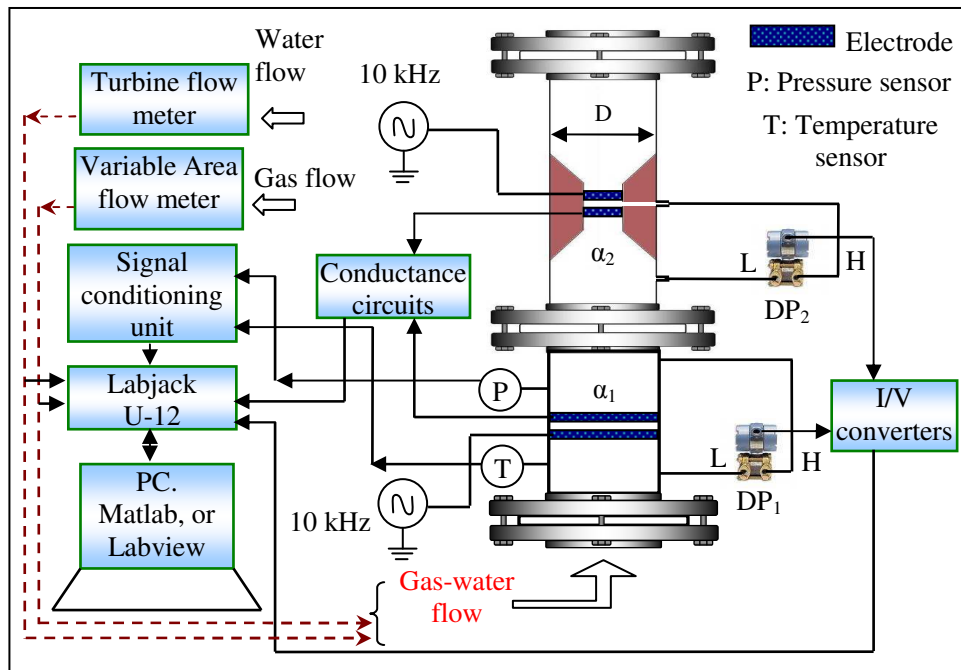 Water
flow
Turbine flow
meter
10 kHz
Electrode
P: Pressure sensor
T: Temperature
sensor
D
Variable Area
flow meter
Gas flow
Signal
conditioning
unit
Conductance
circuits
α2
L
H
DP2
Labjack
U-12
P
α1
I/V
converters
L
H
DP1
T
PC.
Matlab, or
Labview
10 kHz
Gas-water
flow